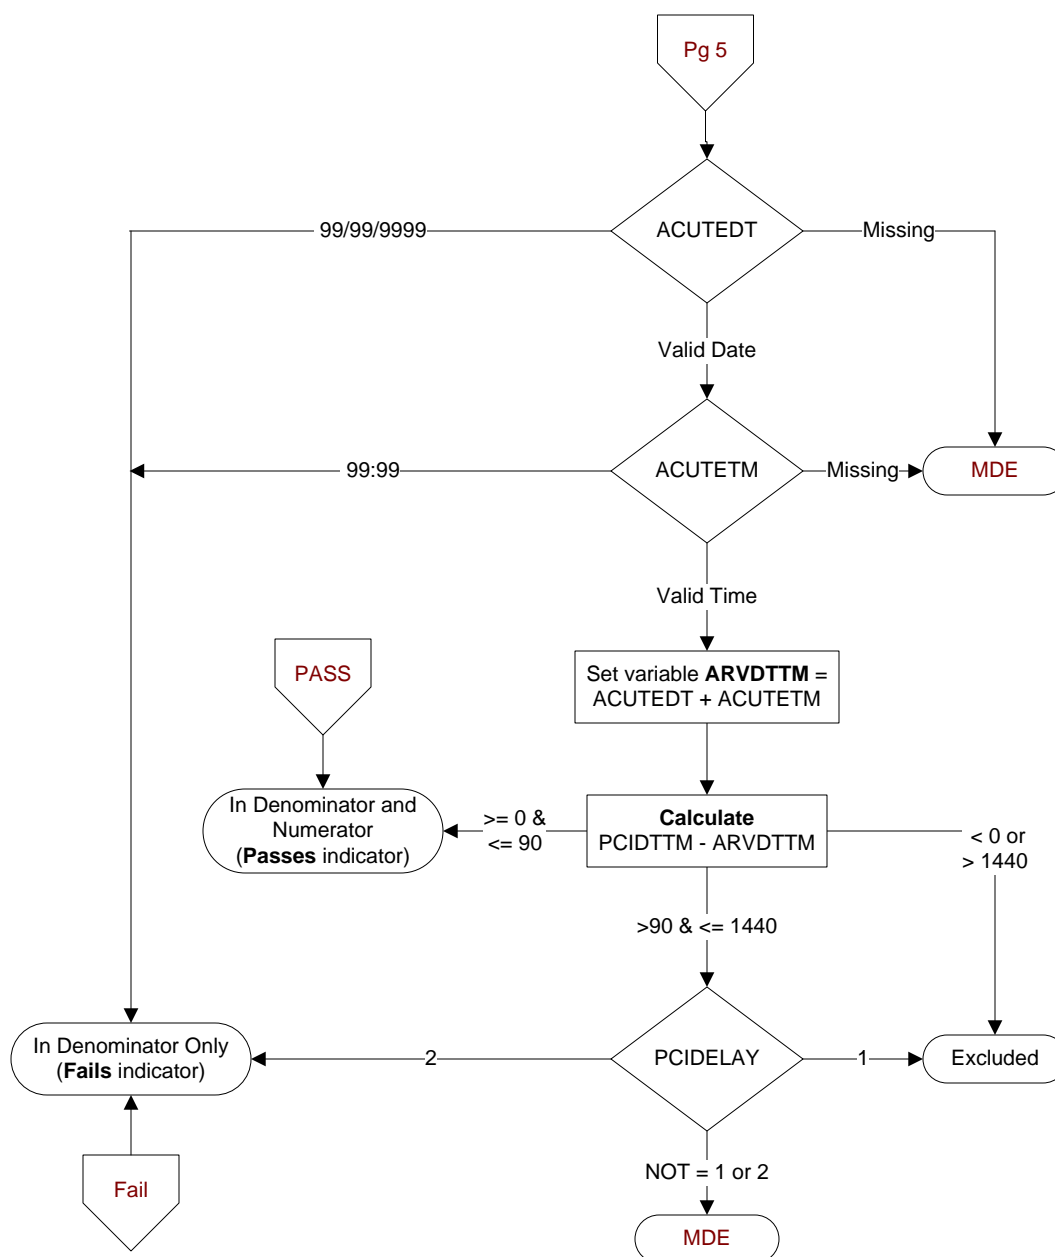 Pg 5
99/99/9999
ACUTEDT
Missing
Valid Date
99:99
ACUTETM
Missing
MDE
Valid Time
PASS
Set variable ARVDTTM =
ACUTEDT + ACUTETM
In Denominator and
Numerator
(Passes indicator)
>= 0 &
<= 90
Calculate
PCIDTTM - ARVDTTM
< 0 or
> 1440
>90 & <= 1440
In Denominator Only
(Fails indicator)
2
PCIDELAY
1
Excluded
Fail
NOT = 1 or 2
MDE